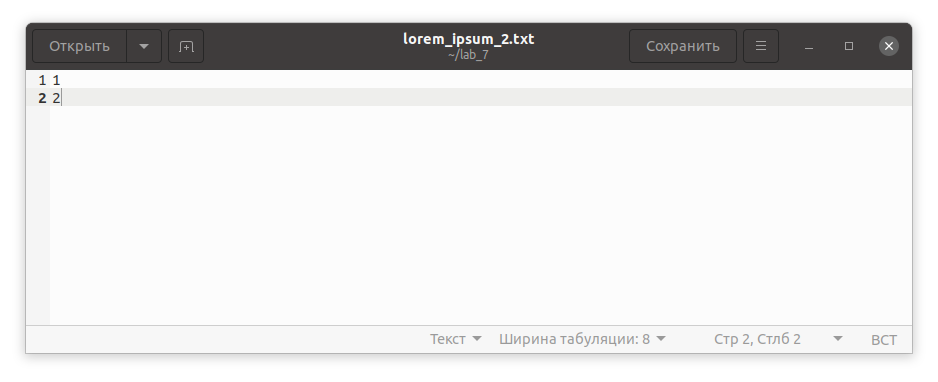 Открыть
lorem_ipsum_2.txt
~/lab_7
Сохранить
1 1
2 2
Текст Ширина табуляции: 8 Стр 2, Стлб 2 ВСТ